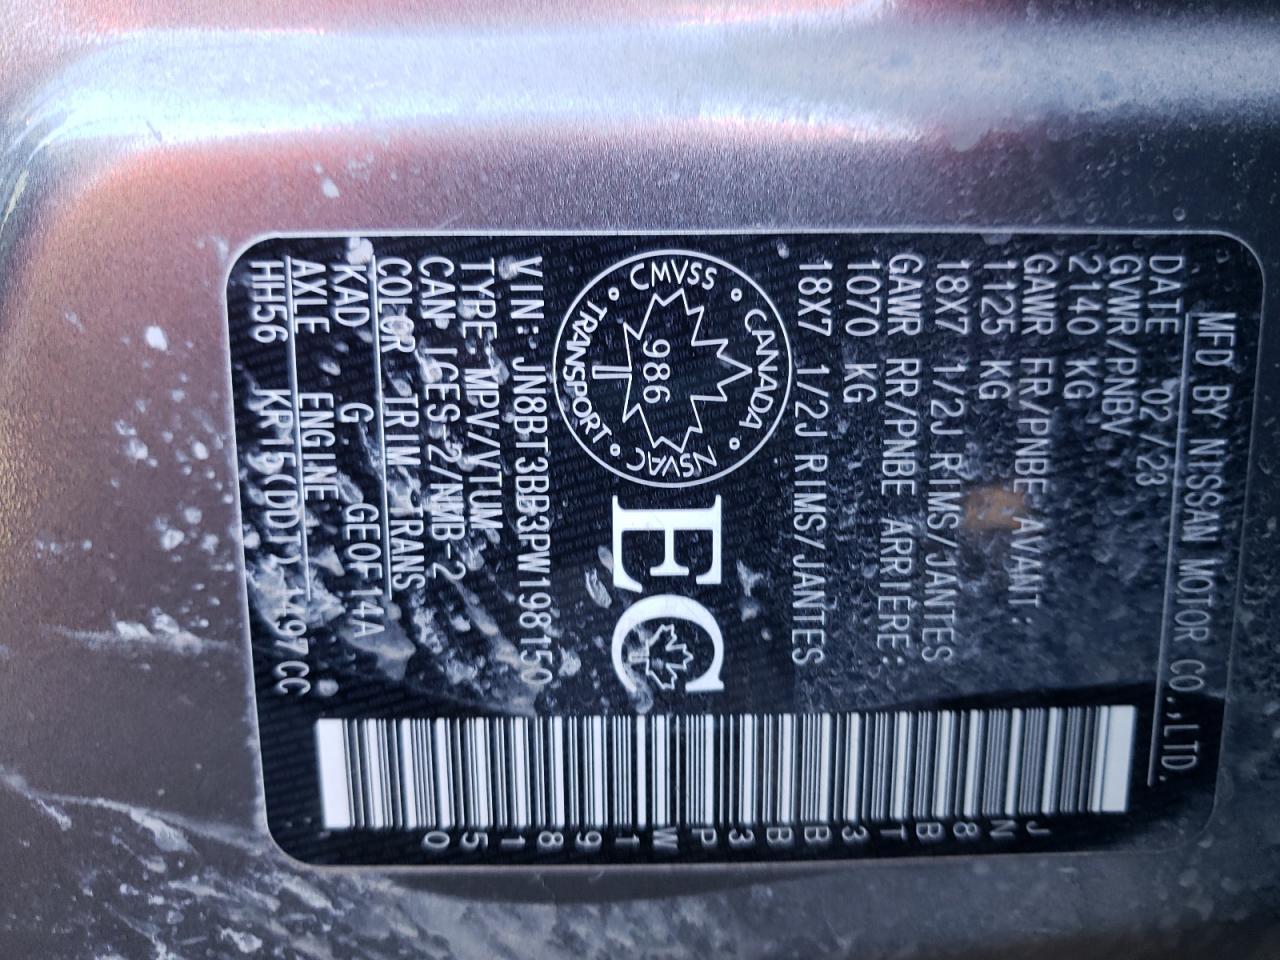 MFD BY NISSAN MOTOR CO.,LTD.
DATE 02/23
GVWR/PNBV
2140 KG
GAWR FR/PNBE AVANT:
1125 KG
18X7 1/2J RIMS/JANTES
GAWR RR/PNBE ARRIERE:
1070 KG
18X7 1/2J RIMS/JANTES
CMVSS ° CANADA ° NSVAC ° TRANSPORT °
986
EC
VIN: JN8BT3BB3PW198150
TYPE:MPV/VTUM
CAN ICES-2/NMB-2
COLOR TRIM TRANS
KAD G GEOF14A
AXLE ENGINE
HH56 KR15(DDT) 1497CC
JN8BT3BB3PW198150